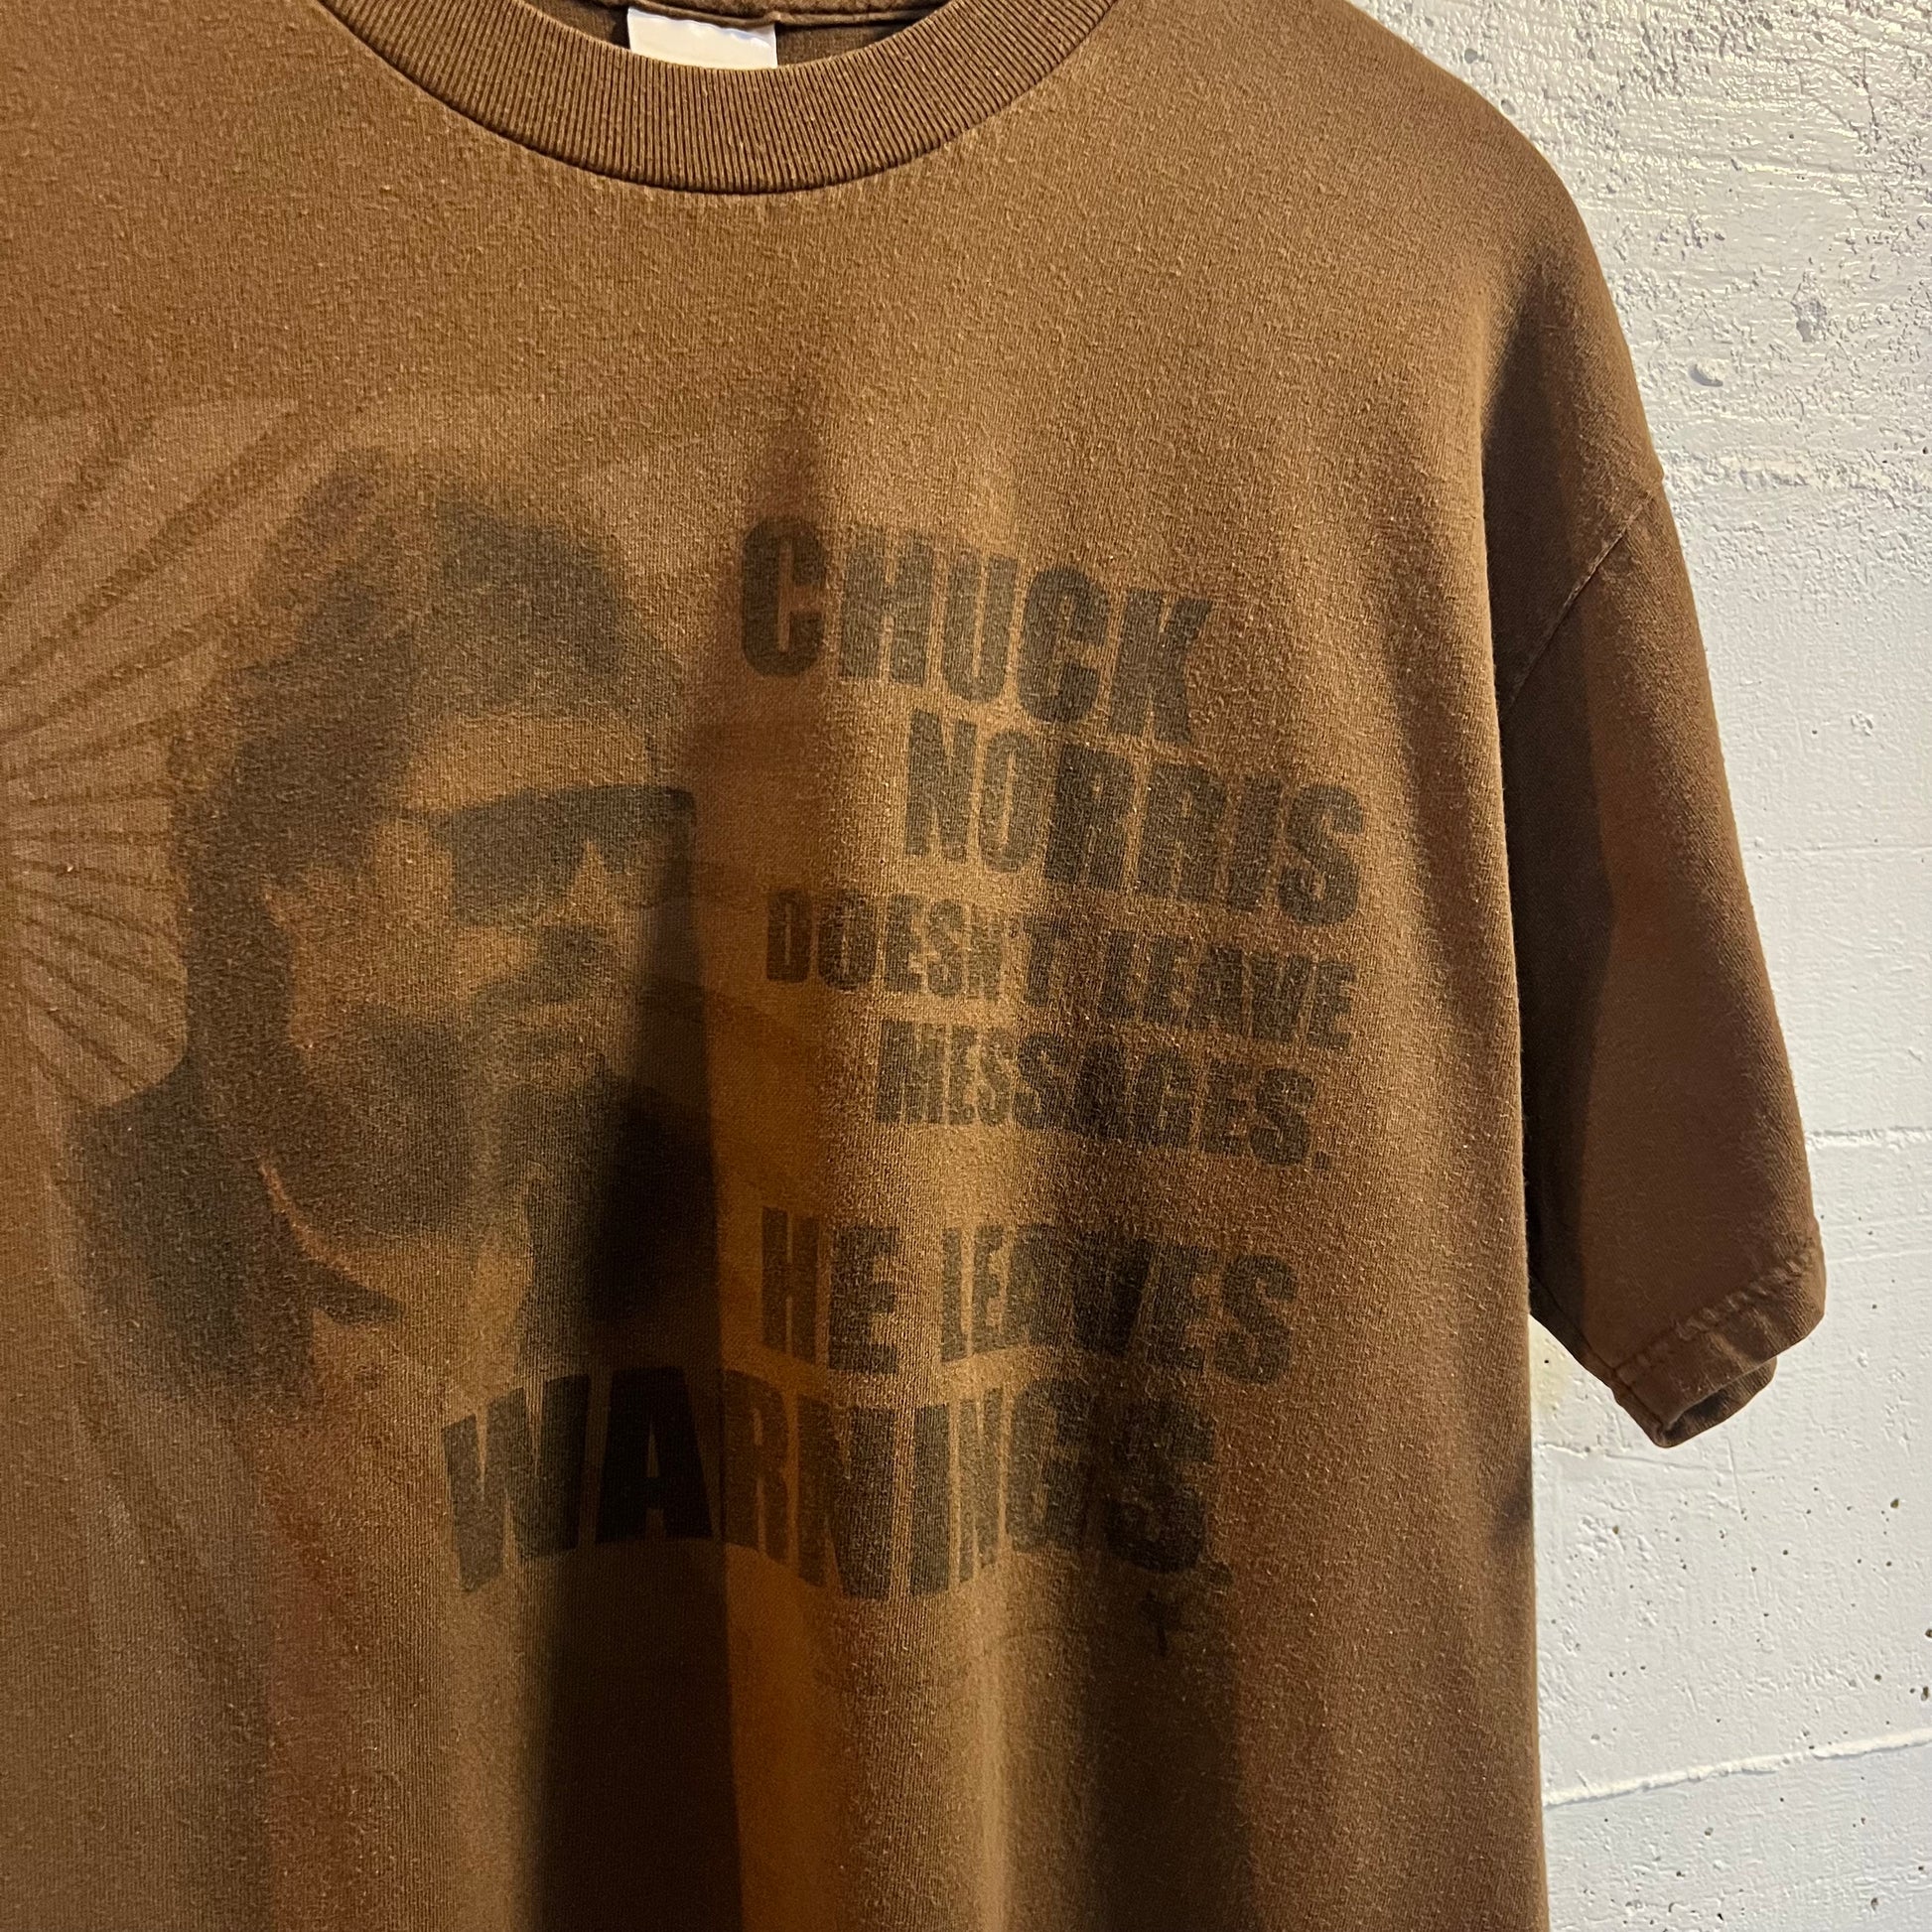 CHUCK
NORRIS
DOESN'T LEAVE
MESSAGES.
HE LEAVES
WARNINGS.